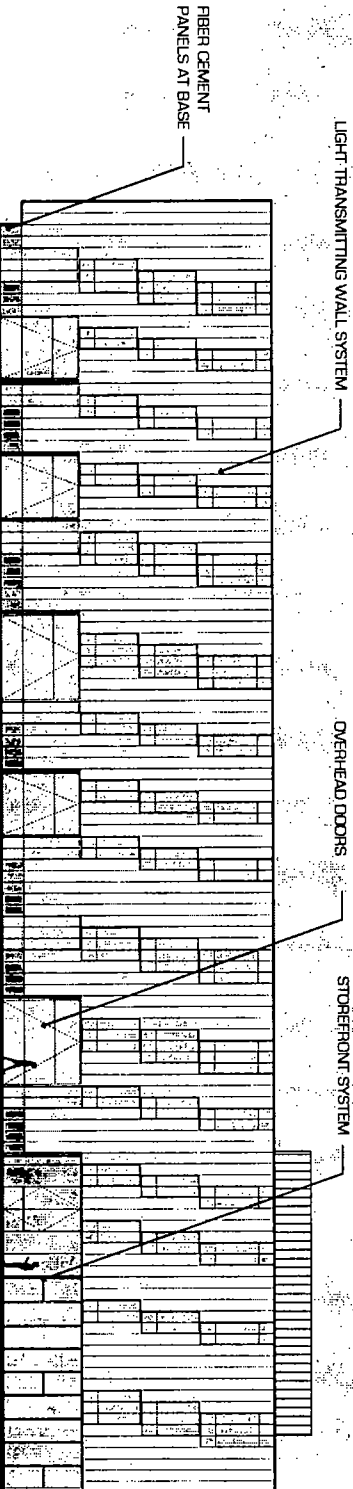 FIBER CEMENT
PANELS AT BASE
LIGHT TRANSMITTING WALL SYSTEM
OVERHEAD DOORS
STOREFRONT SYSTEM